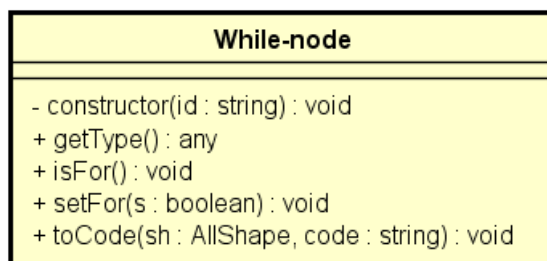 While-node
- constructor(id : string) : void
+ getType() : any
+ isFor() : void
+ setFor(s : boolean) : void
+ toCode(sh : AllShape, code : string) : void